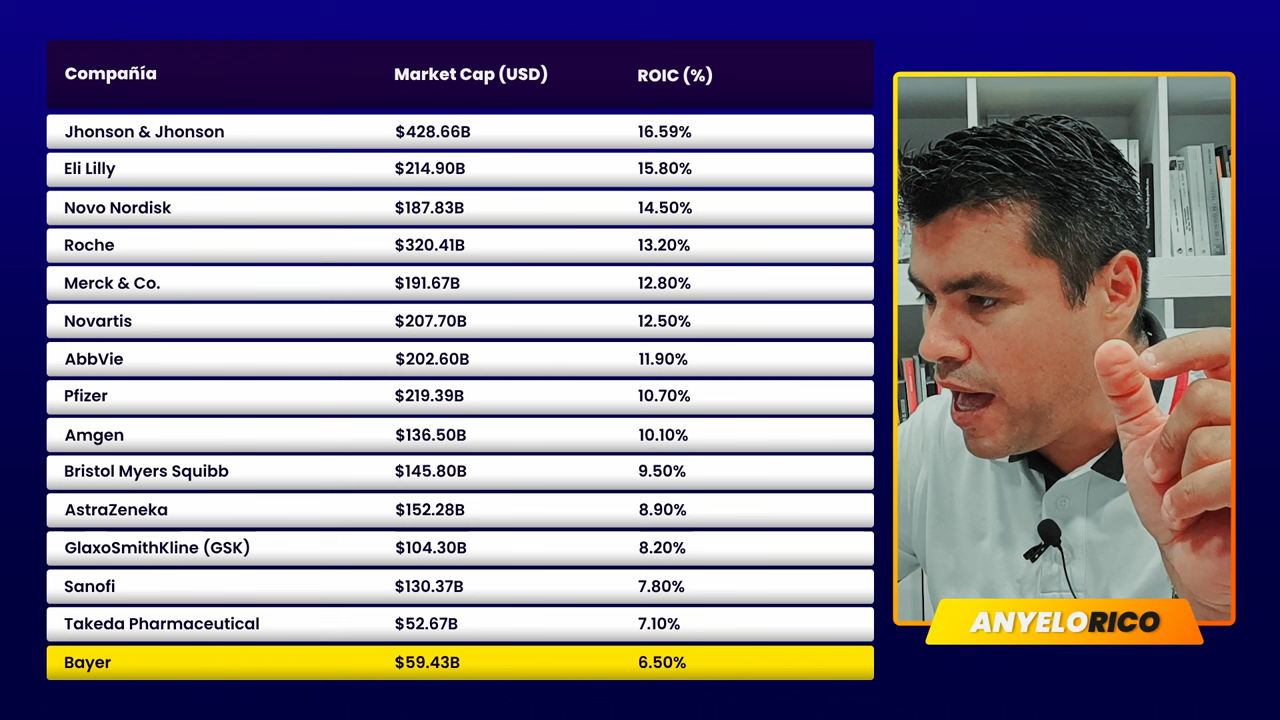 Compañía Market Cap (USD) ROIC (%)
Jhonson & Jhonson $428.66B 16.59%
Eli Lilly $214.90B 15.80%
Novo Nordisk $187.83B 14.50%
Roche $320.41B 13.20%
Merck & Co. $191.67B 12.80%
Novartis $207.70B 12.50%
AbbVie $202.60B 11.90%
Pfizer $219.39B 10.70%
Amgen $136.50B 10.10%
Bristol Myers Squibb $145.80B 9.50%
AstraZeneka $152.28B 8.90%
GlaxoSmithKline (GSK) $104.30B 8.20%
Sanofi $130.37B 7.80%
Takeda Pharmaceutical $52.67B 7.10%
Bayer $59.43B 6.50%
ANYELORICO